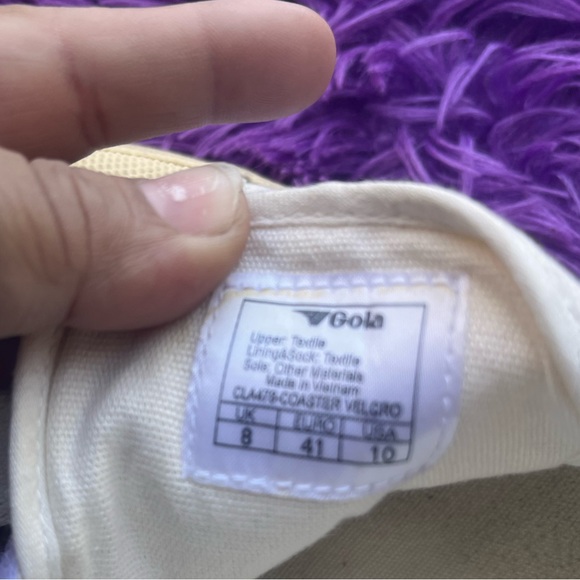 Gola
Upper: Textile
Lining&Sock: Textile
Sole: Other Materials
Made in Vietnam
CLA478-COASTER VELCRO
UK EURO USA
8 41 10